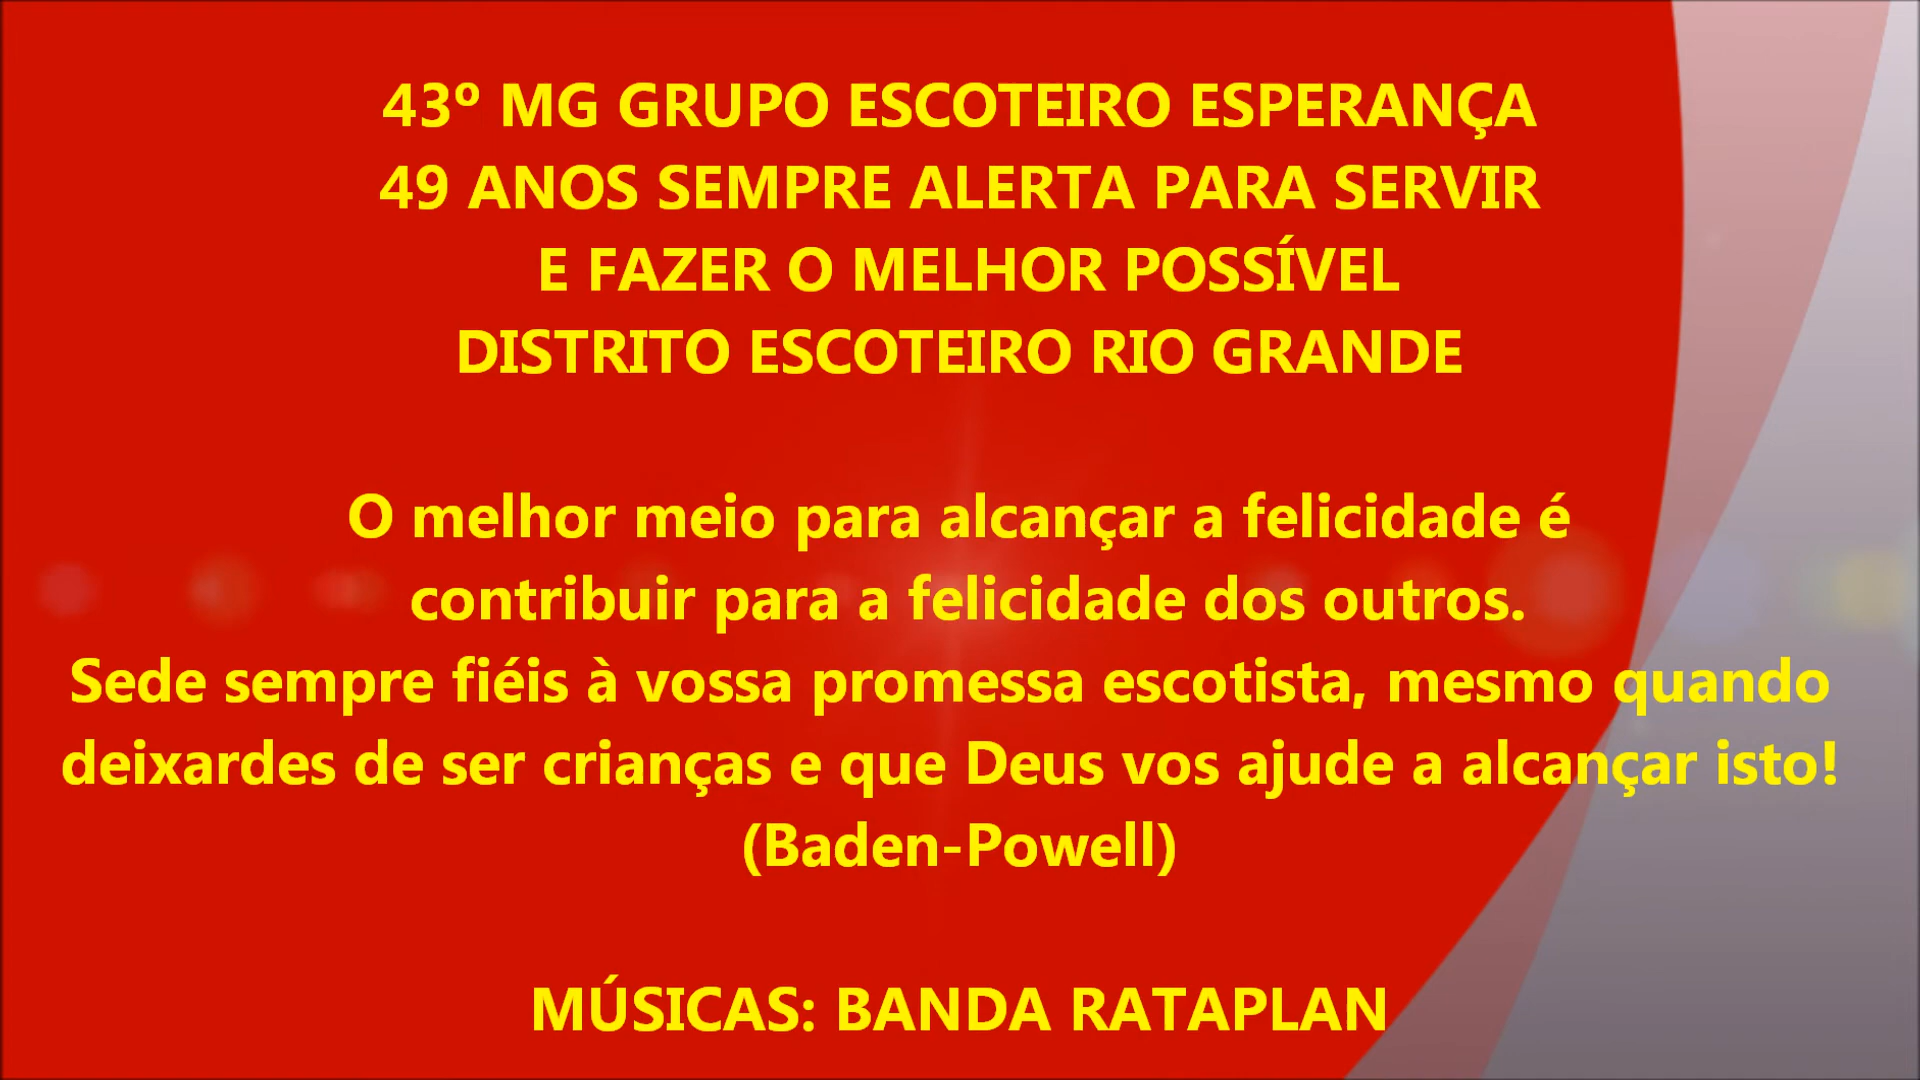 43º MG GRUPO ESCOTEIRO ESPERANÇA
49 ANOS SEMPRE ALERTA PARA SERVIR
E FAZER O MELHOR POSSÍVEL
DISTRITO ESCOTEIRO RIO GRANDE
O melhor meio para alcançar a felicidade é
contribuir para a felicidade dos outros.
Sede sempre fiéis à vossa promessa escotista, mesmo quando
deixardes de ser crianças e que Deus vos ajude a alcançar isto!
(Baden-Powell)
MÚSICAS: BANDA RATAPLAN